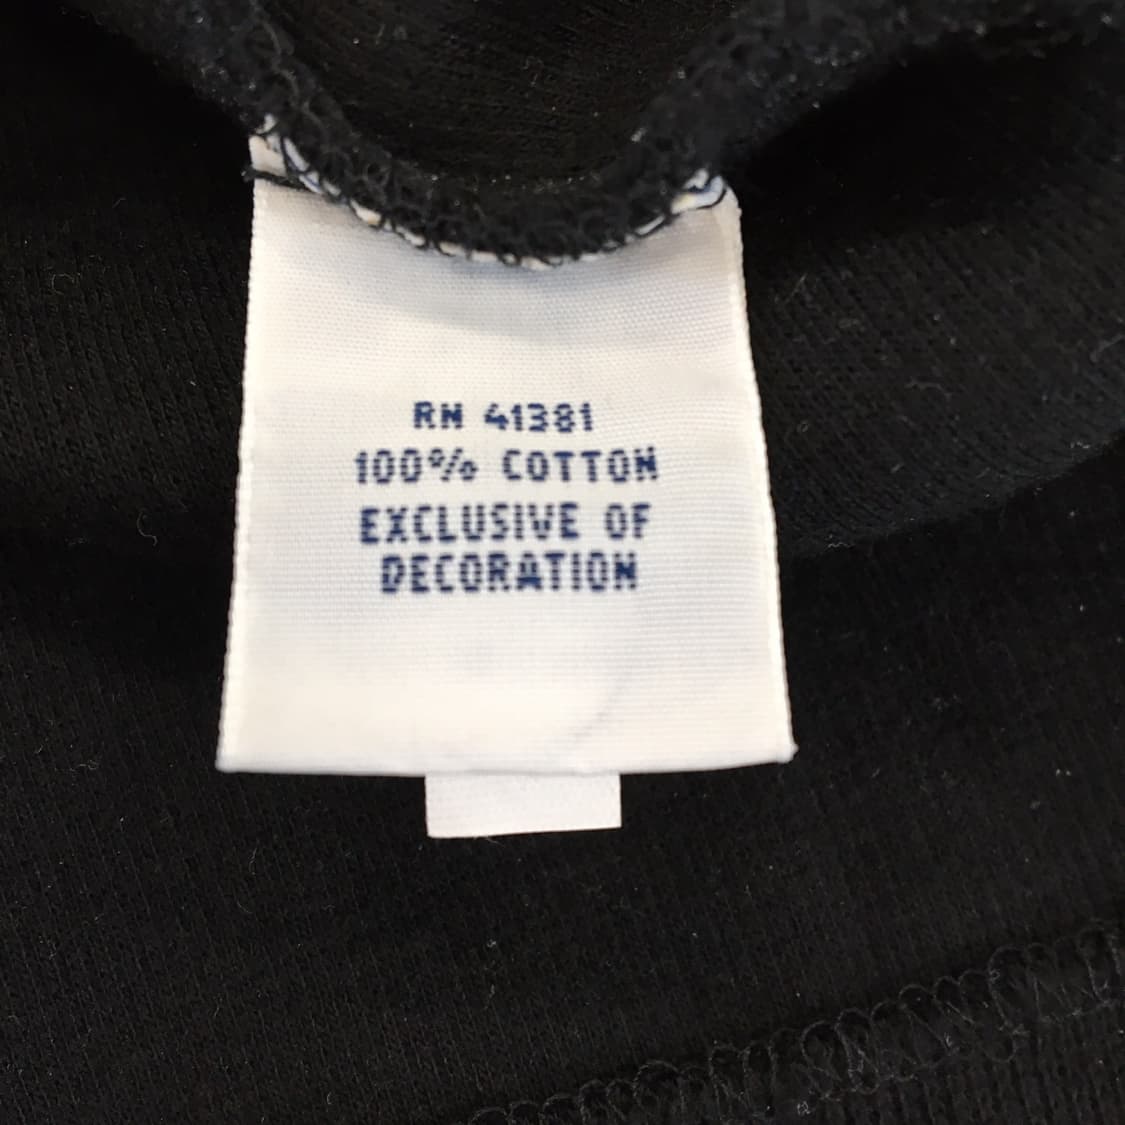 RN 41381
100% COTTON
EXCLUSIVE OF
DECORATION